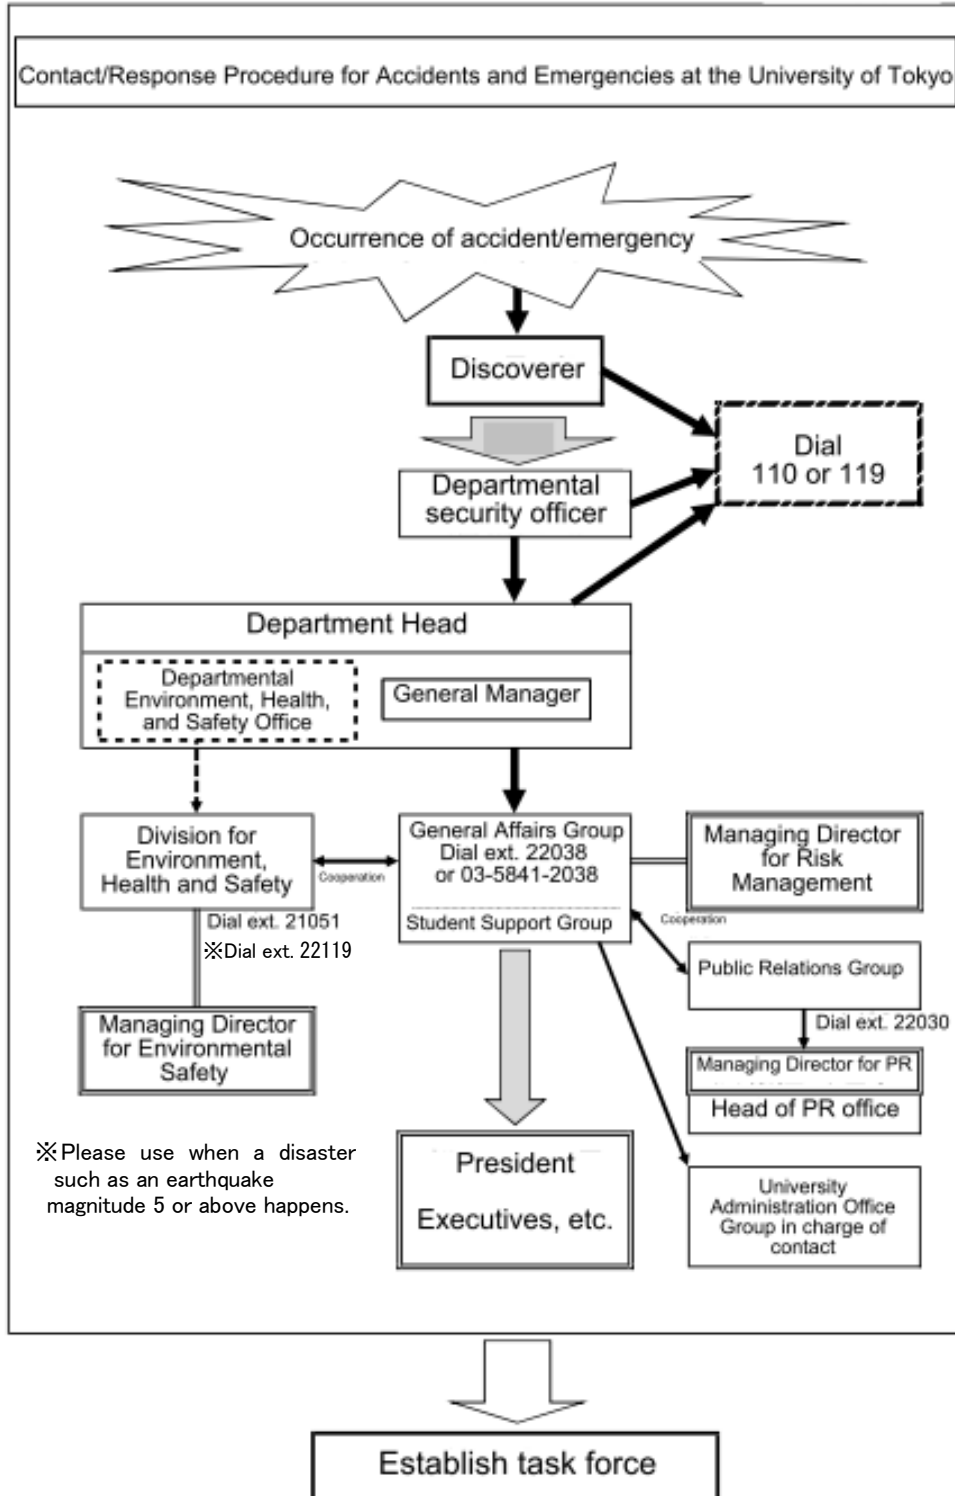 Contact/Response Procedure for Accidents and Emergencies at the University of Tokyo
Occurrence of accident/emergency
Discoverer
Dial
110 or 119
Departmental
security officer
Department Head
Departmental
Environment, Health,
and Safety Office
General Manager
Division for
Environment,
Health and Safety
Cooperation
General Affairs Group
Dial ext. 22038
or 03-5841-2038
Student Support Group
Managing Director
for Risk
Management
Dial ext. 21051
※Dial ext. 22119
Cooperation
Public Relations Group
Dial ext. 22030
Managing Director
for Environmental
Safety
Managing Director for PR
Head of PR office
※Please use when a disaster
such as an earthquake
magnitude 5 or above happens.
President
Executives, etc.
University
Administration Office
Group in charge of
contact
Establish task force